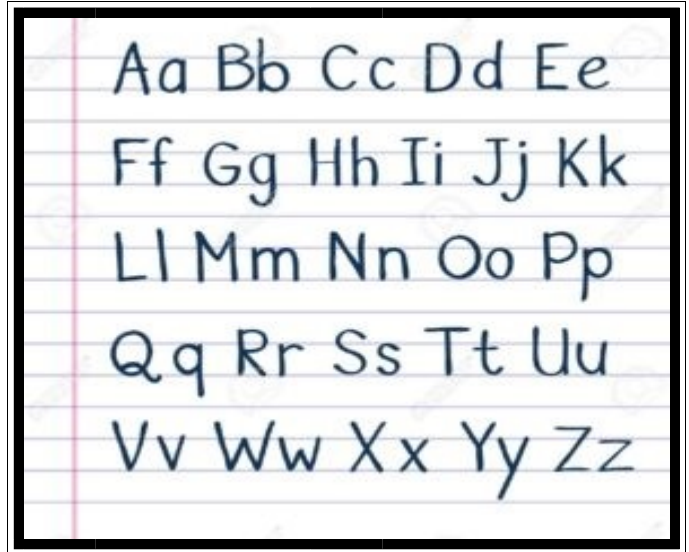 Aa Bb Cc Dd Ee
Ff Gg Hh Ii Jj Kk
Ll Mm Nn Oo Pp
Qq Rr Ss Tt Uu
Vv Ww Xx Yy Zz